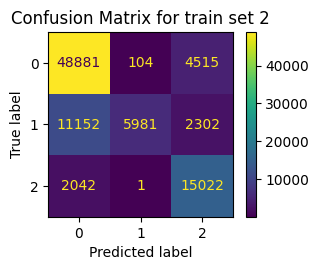 Confusion Matrix for train set 2
True label
0
48881 104 4515
1
11152 5981 2302
2
2042 1 15022
0 1 2
Predicted label
40000
30000
20000
10000